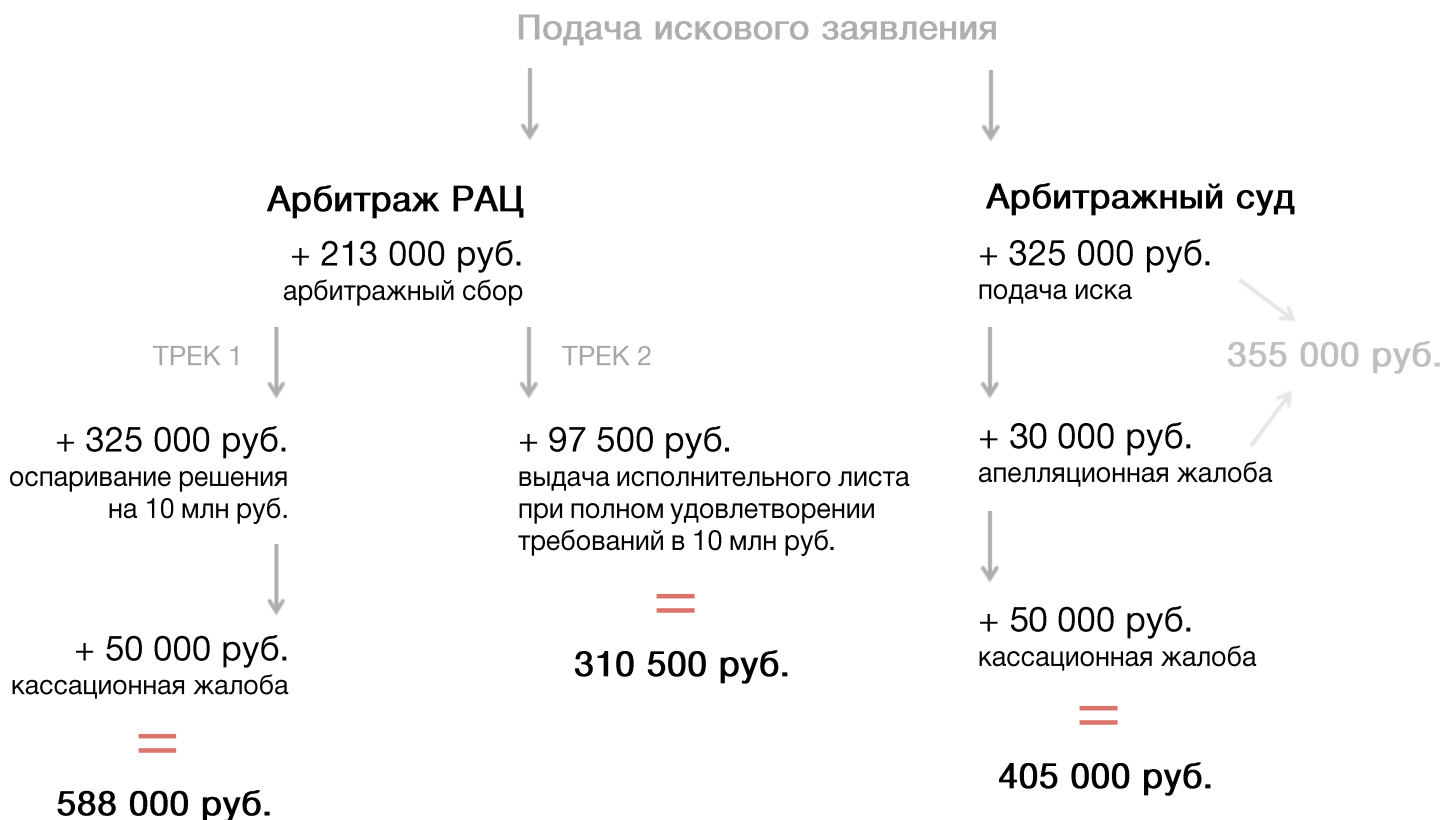 Подача искового заявления
Арбитраж РАЦ
+ 213 000 руб.
арбитражный сбор
ТРЕК 1
+ 325 000 руб.
оспаривание решения
на 10 млн руб.
+ 50 000 руб.
кассационная жалоба
=
588 000 руб.
ТРЕК 2
+ 97 500 руб.
выдача исполнительного листа
при полном удовлетворении
требований в 10 млн руб.
=
310 500 руб.
Арбитражный суд
+ 325 000 руб.
подача иска
355 000 руб.
+ 30 000 руб.
апелляционная жалоба
+ 50 000 руб.
кассационная жалоба
=
405 000 руб.